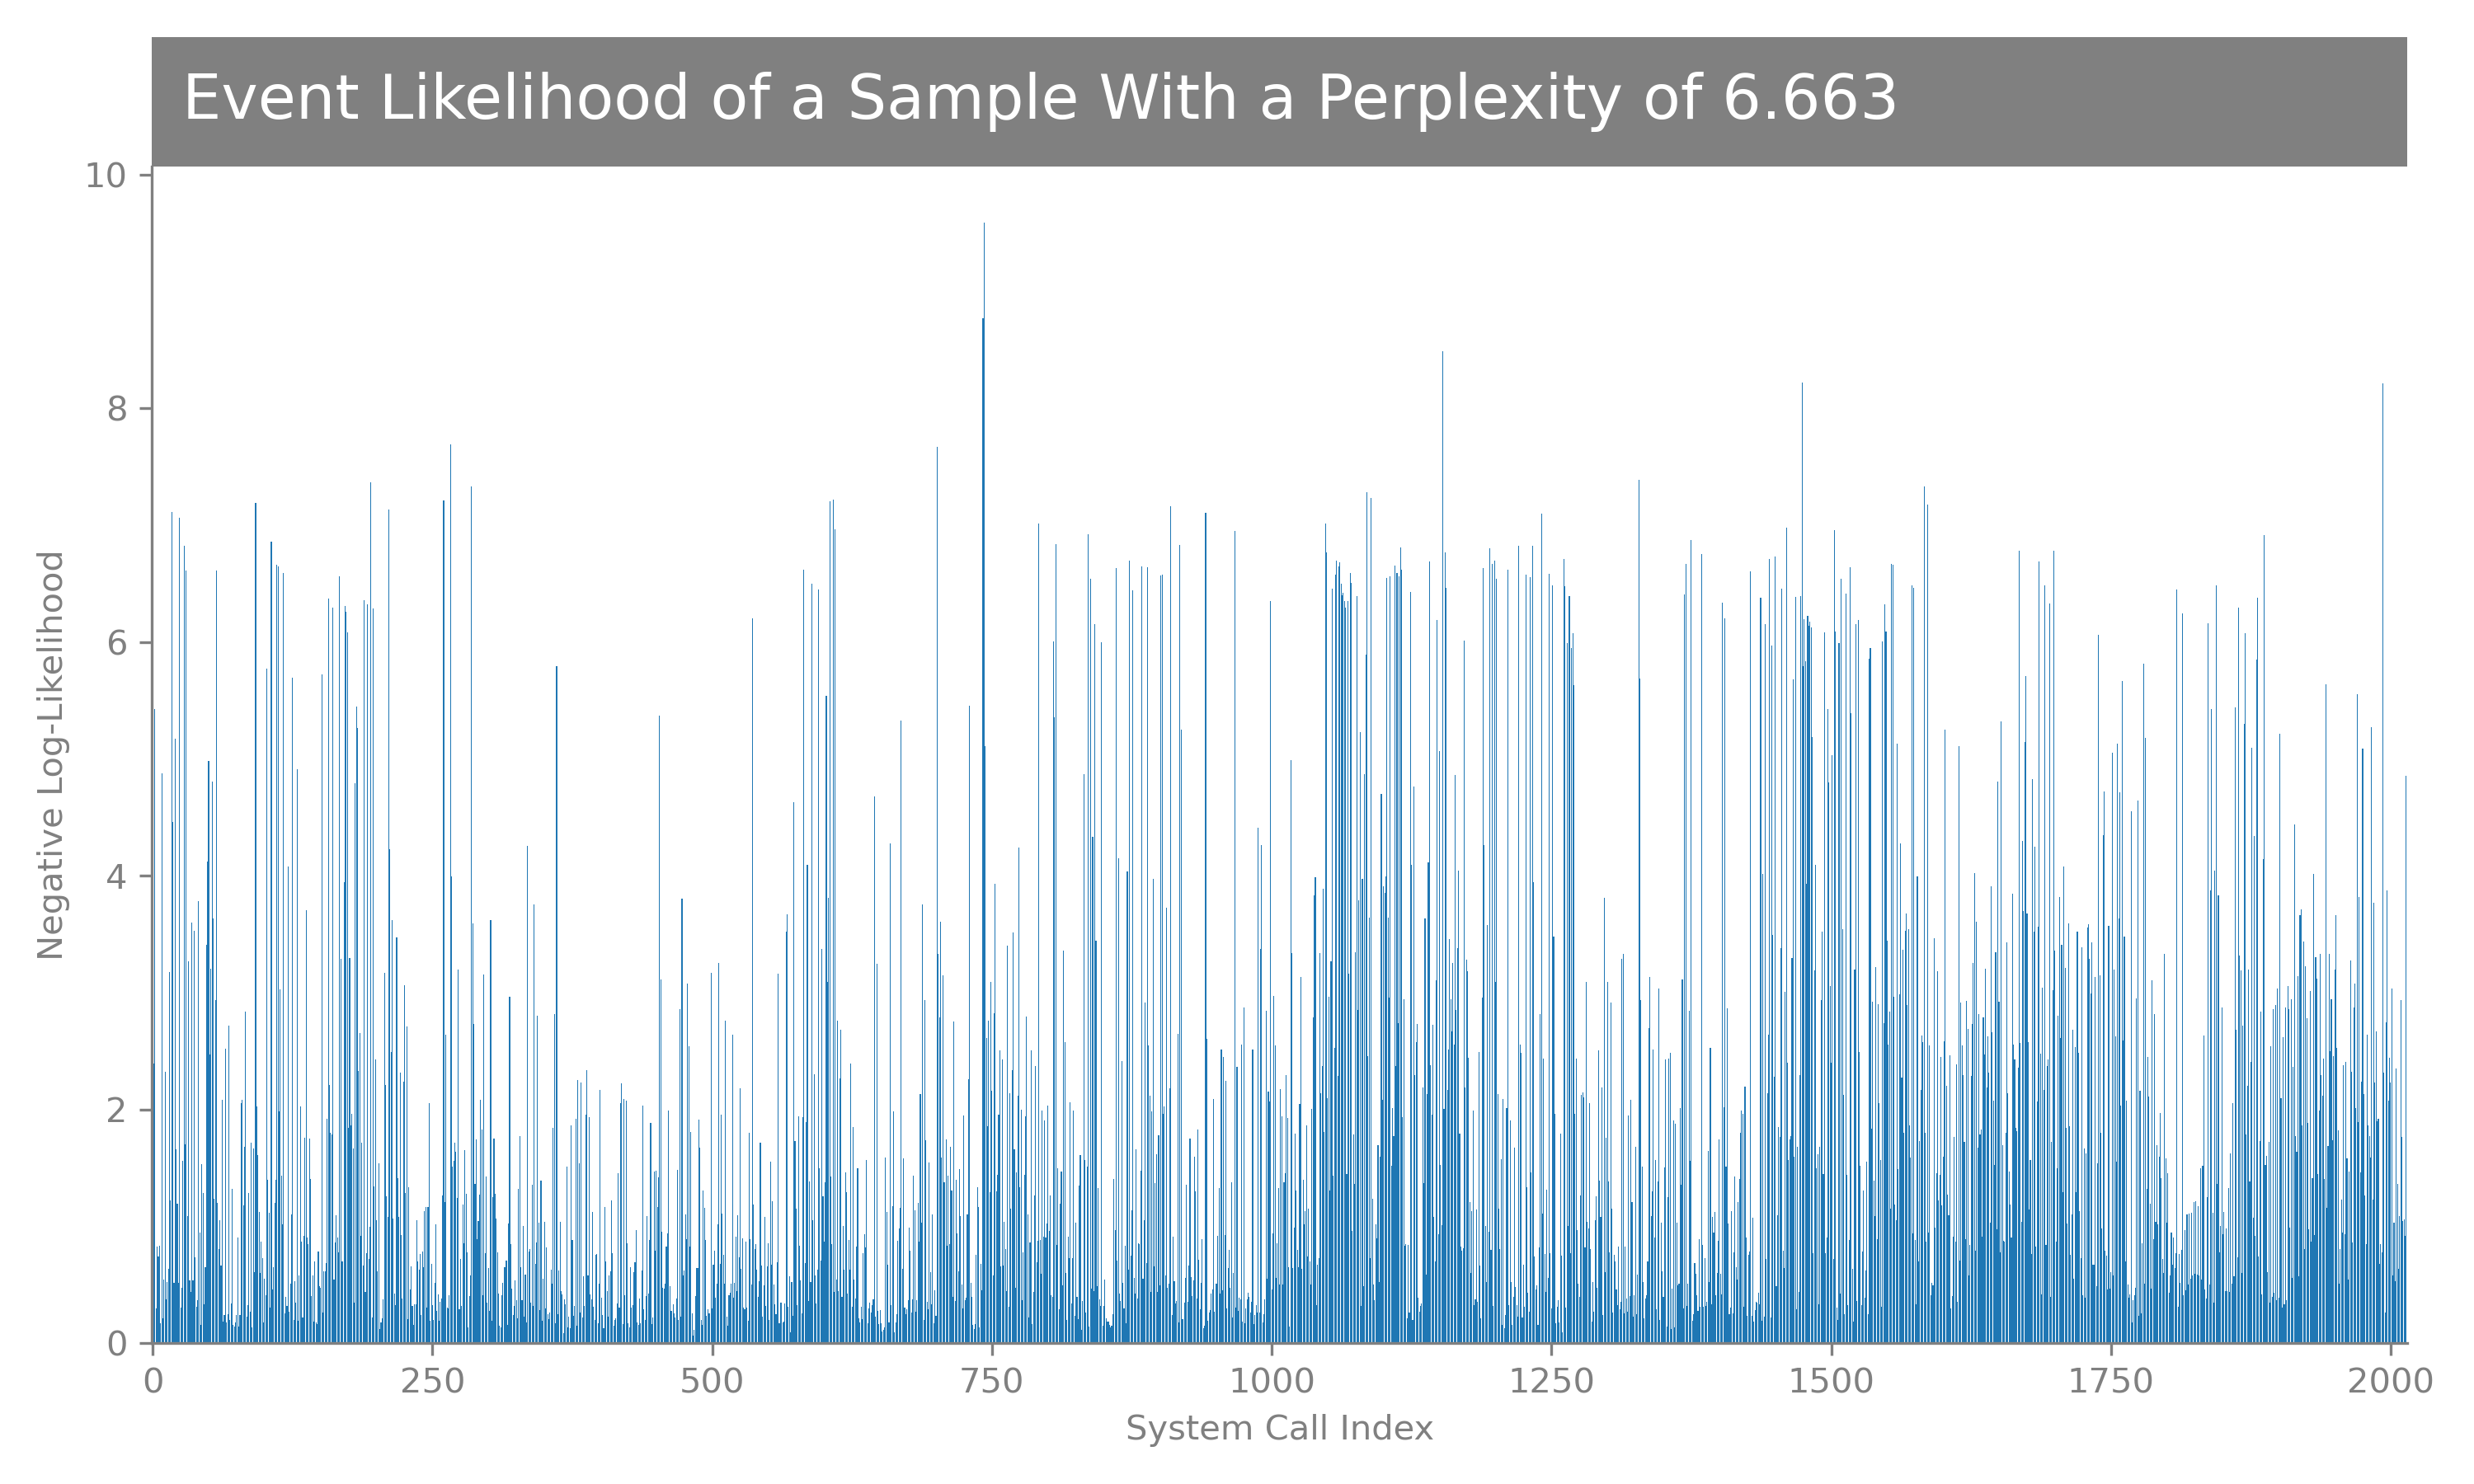 Event Likelihood of a Sample With a Perplexity of 6.663
10
8
6
4
2
0
Negative Log-Likelihood
0 250 500 750 1000 1250 1500 1750 2000
System Call Index